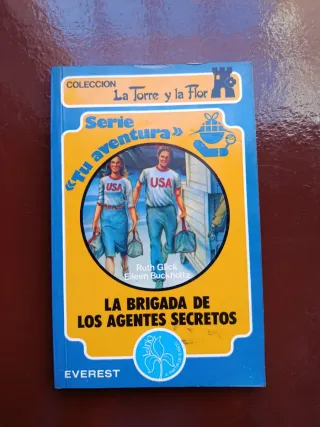 COLECCION
La Torre y la Flor
Serie
«Tu aventura»
USA
USA
Ruth Glick
Eileen Buckholtz
LA BRIGADA DE
LOS AGENTES SECRETOS
EVEREST